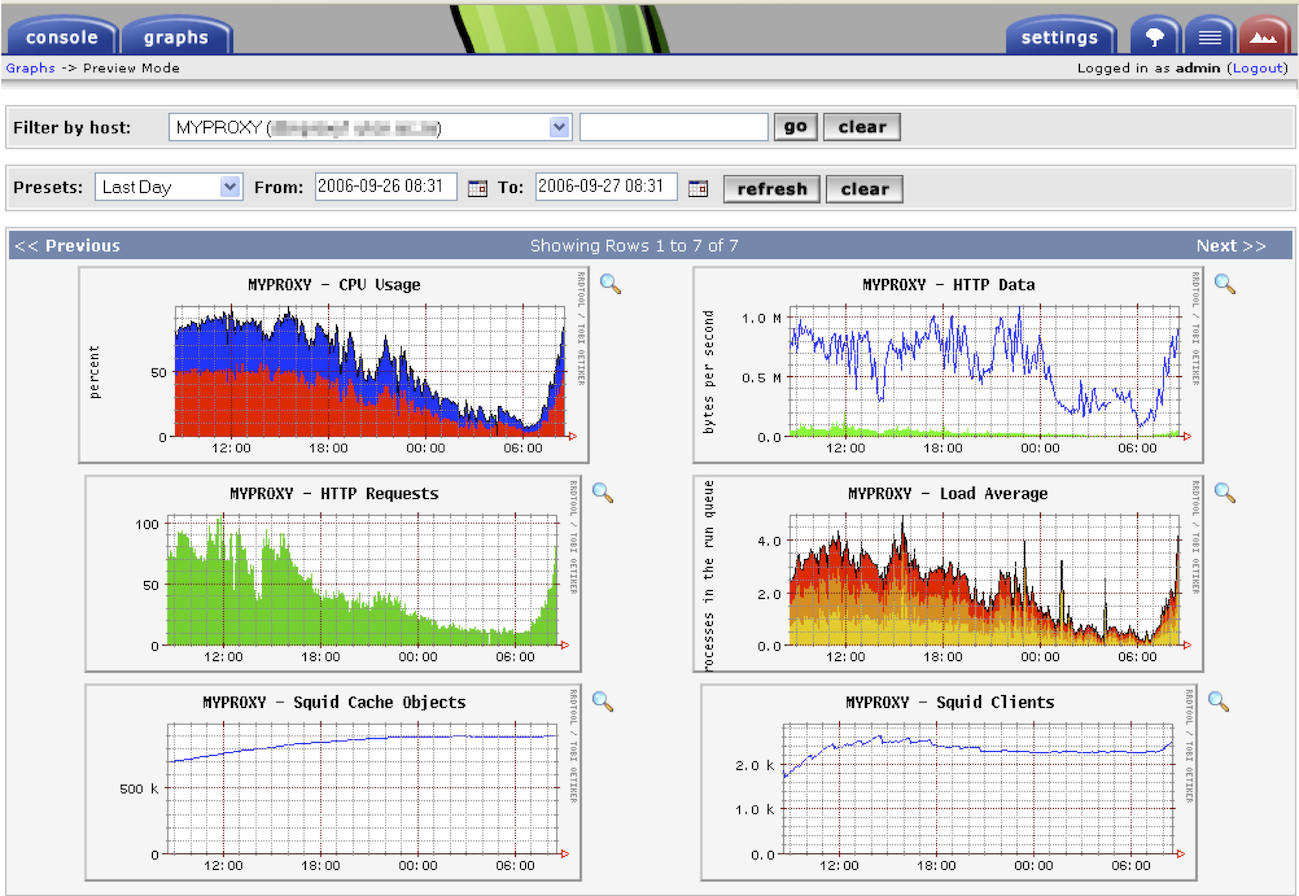 console graphs settings
Graphs -> Preview Mode Logged in as admin (Logout)
Filter by host: MYPROXY ( ) go clear
Presets: Last Day From: 2006-09-26 08:31 To: 2006-09-27 08:31 refresh clear
<< Previous Showing Rows 1 to 7 of 7 Next >>
MYPROXY - CPU Usage
percent
50
0
12:00 18:00 00:00 06:00
RRDTOOL / TOBI OETIKER
MYPROXY - HTTP Data
bytes per second
1.0 M
0.5 M
0.0
12:00 18:00 00:00 06:00
RRDTOOL / TOBI OETIKER
MYPROXY - HTTP Requests
100
50
0
12:00 18:00 00:00 06:00
RRDTOOL / TOBI OETIKER
MYPROXY - Load Average
rocesses in the run queue
4.0
2.0
0.0
12:00 18:00 00:00 06:00
RRDTOOL / TOBI OETIKER
MYPROXY - Squid Cache Objects
500 k
0
12:00 18:00 00:00 06:00
RRDTOOL / TOBI OETIKER
MYPROXY - Squid Clients
2.0 k
1.0 k
0.0
12:00 18:00 00:00 06:00
RRDTOOL / TOBI OETIKER